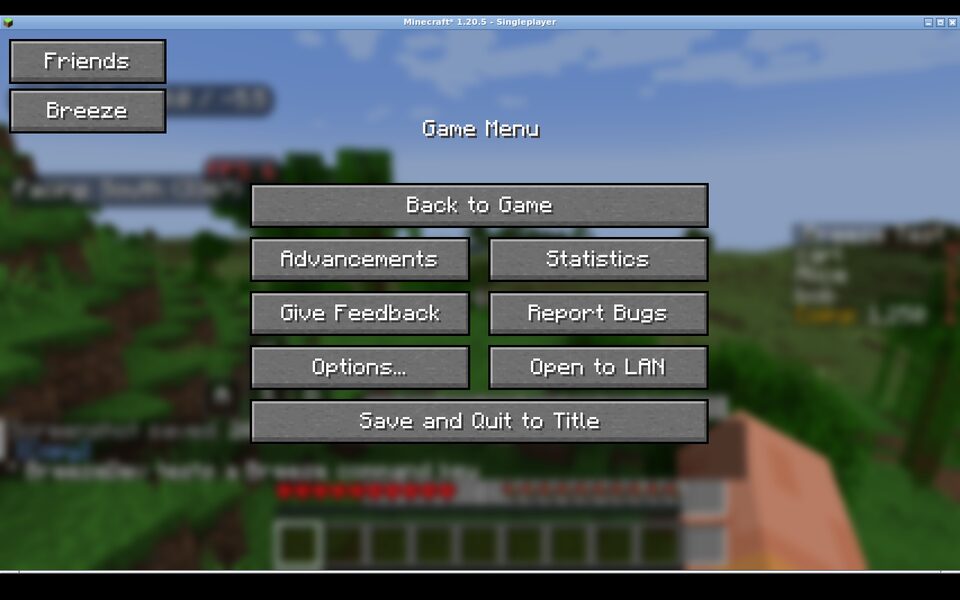 Minecraft* 1.20.5 - Singleplayer
Friends
Breeze
Game Menu
Back to Game
Advancements
Statistics
Give Feedback
Report Bugs
Options...
Open to LAN
Save and Quit to Title